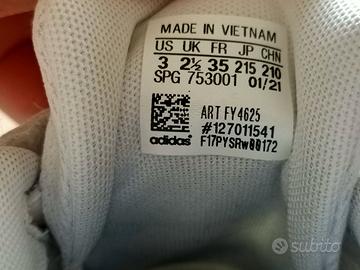 MADE IN VIETNAM
US UK FR JP CHN
3 2½ 35 215 210
SPG 753001 01/21
ART FY4625
#127011541
adidas F17PYSRw00172
subito